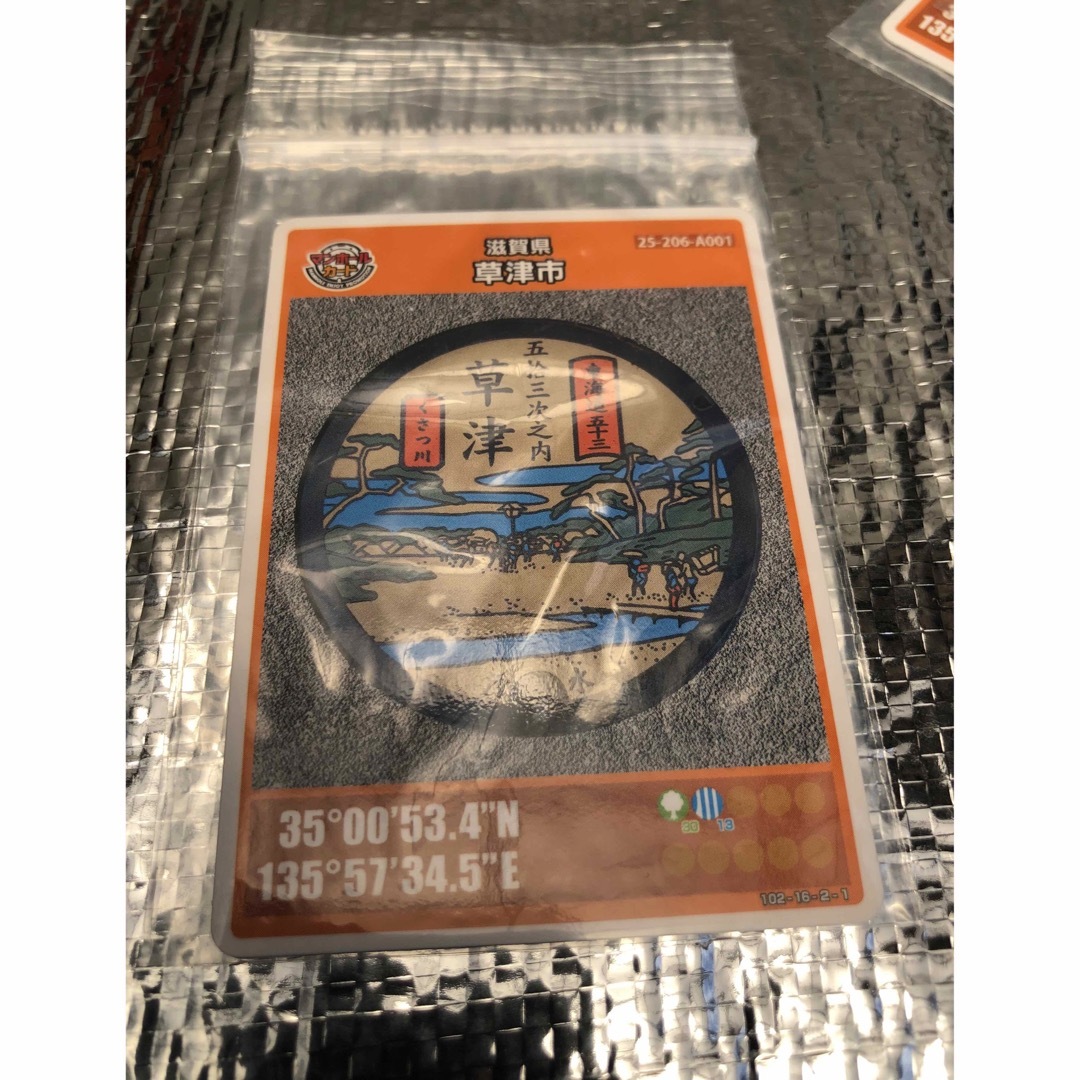 マンホール
カード
滋賀県
草津市
25-206-A001
東海道五十三
五拾三次之内
草津
くさつ川
水
35°00’53.4”N
135°57’34.5”E
30
13
102-16-2-1
135